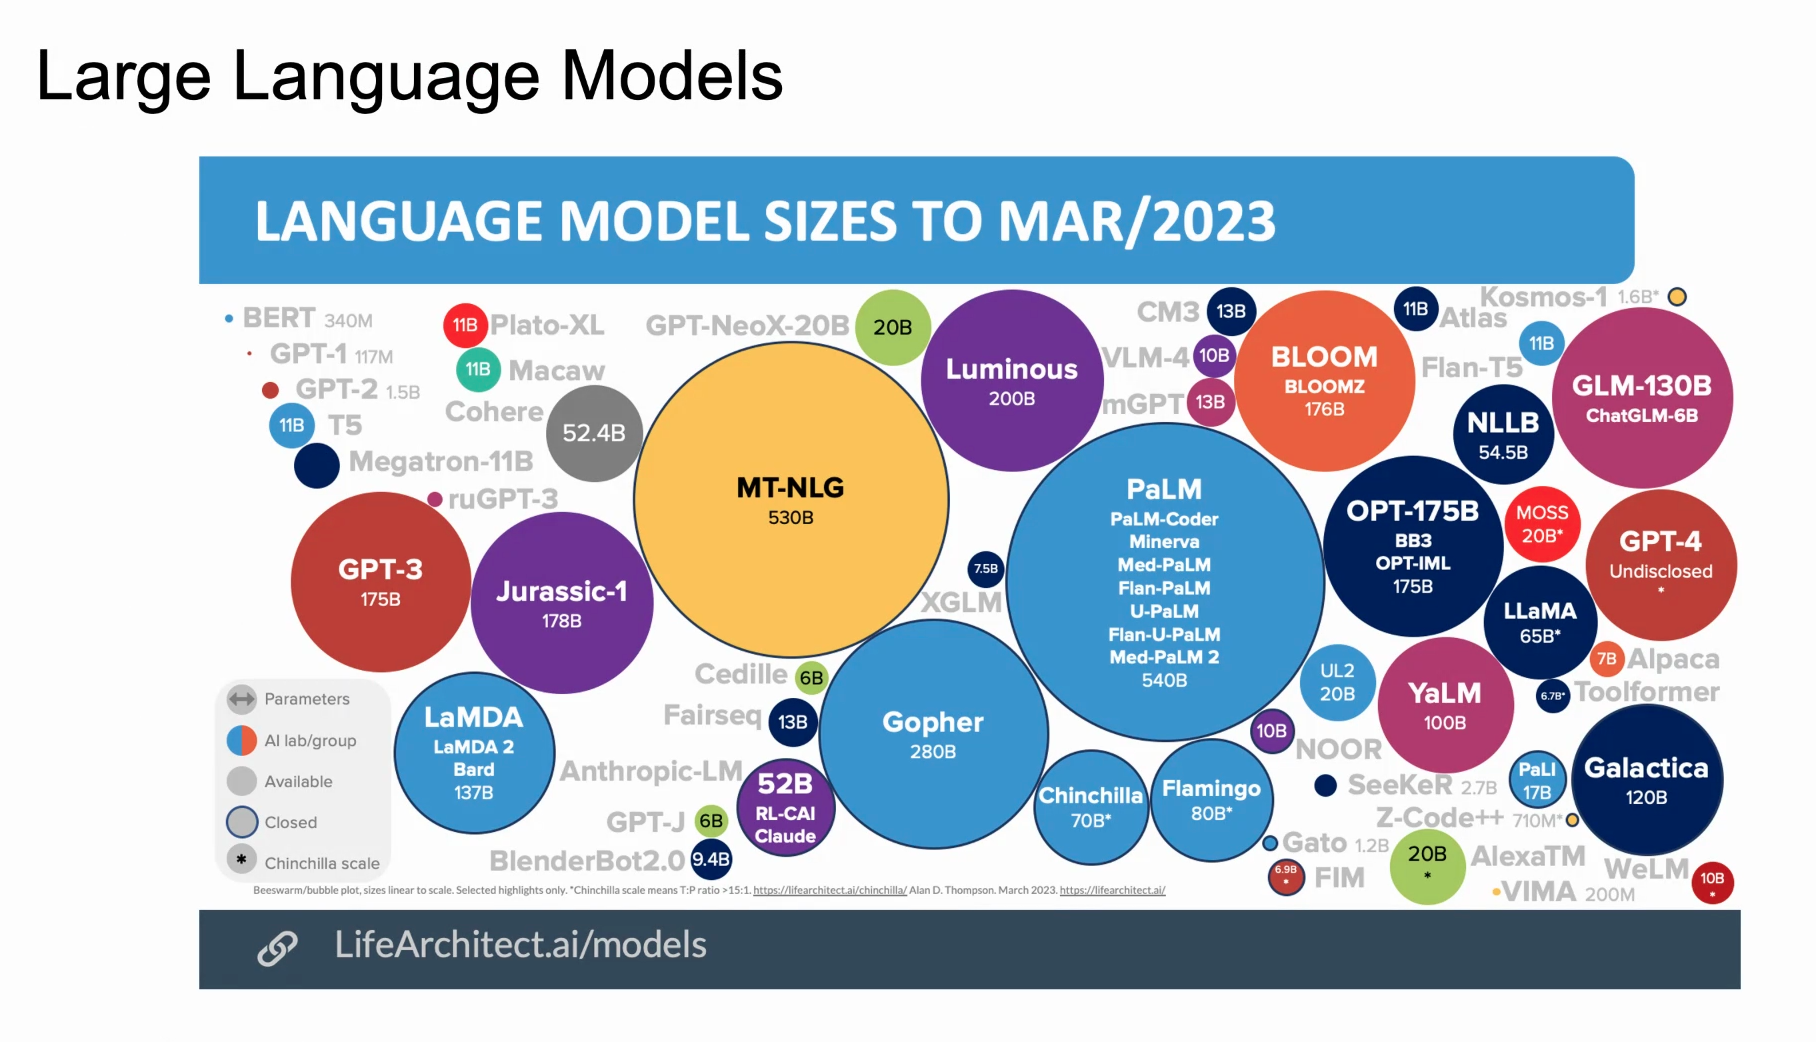 Large Language Models
LANGUAGE MODEL SIZES TO MAR/2023
BERT 340M
GPT-1 117M
GPT-2 1.5B
11B T5
Megatron-11B
ruGPT-3
11B Plato-XL
11B Macaw
Cohere 52.4B
GPT-NeoX-20B 20B
GPT-3
175B
Jurassic-1
178B
MT-NLG
530B
Luminous
200B
CM3 13B
VLM-4 10B
mGPT 13B
BLOOM
BLOOMZ
176B
11B Atlas
Kosmos-1 1.6B*
Flan-T5 11B
GLM-130B
ChatGLM-6B
NLLB
54.5B
PaLM
PaLM-Coder
Minerva
Med-PaLM
Flan-PaLM
U-PaLM
Flan-U-PaLM
Med-PaLM 2
540B
7.5B
XGLM
OPT-175B
BB3
OPT-IML
175B
MOSS
20B*
GPT-4
Undisclosed
*
LLaMA
65B*
7B Alpaca
6.7B* Toolformer
UL2
20B
YaLM
100B
Cedille 6B
Fairseq 13B
Anthropic-LM
52B
RL-CAI
Claude
GPT-J 6B
BlenderBot2.0 9.4B
LaMDA
LaMDA 2
Bard
137B
Gopher
280B
Chinchilla
70B*
Flamingo
80B*
10B
NOOR
SeeKeR 2.7B
PaLI
17B
Galactica
120B
Z-Code++ 710M*
Gato 1.2B
6.9B
*
FIM
20B
*
AlexaTM
VIMA 200M
WeLM
10B
*
Parameters
AI lab/group
Available
Closed
* Chinchilla scale
Beeswarm/bubble plot, sizes linear to scale. Selected highlights only. *Chinchilla scale means T:P ratio >15:1. https://lifearchitect.ai/chinchilla/ Alan D. Thompson. March 2023. https://lifearchitect.ai/
LifeArchitect.ai/models